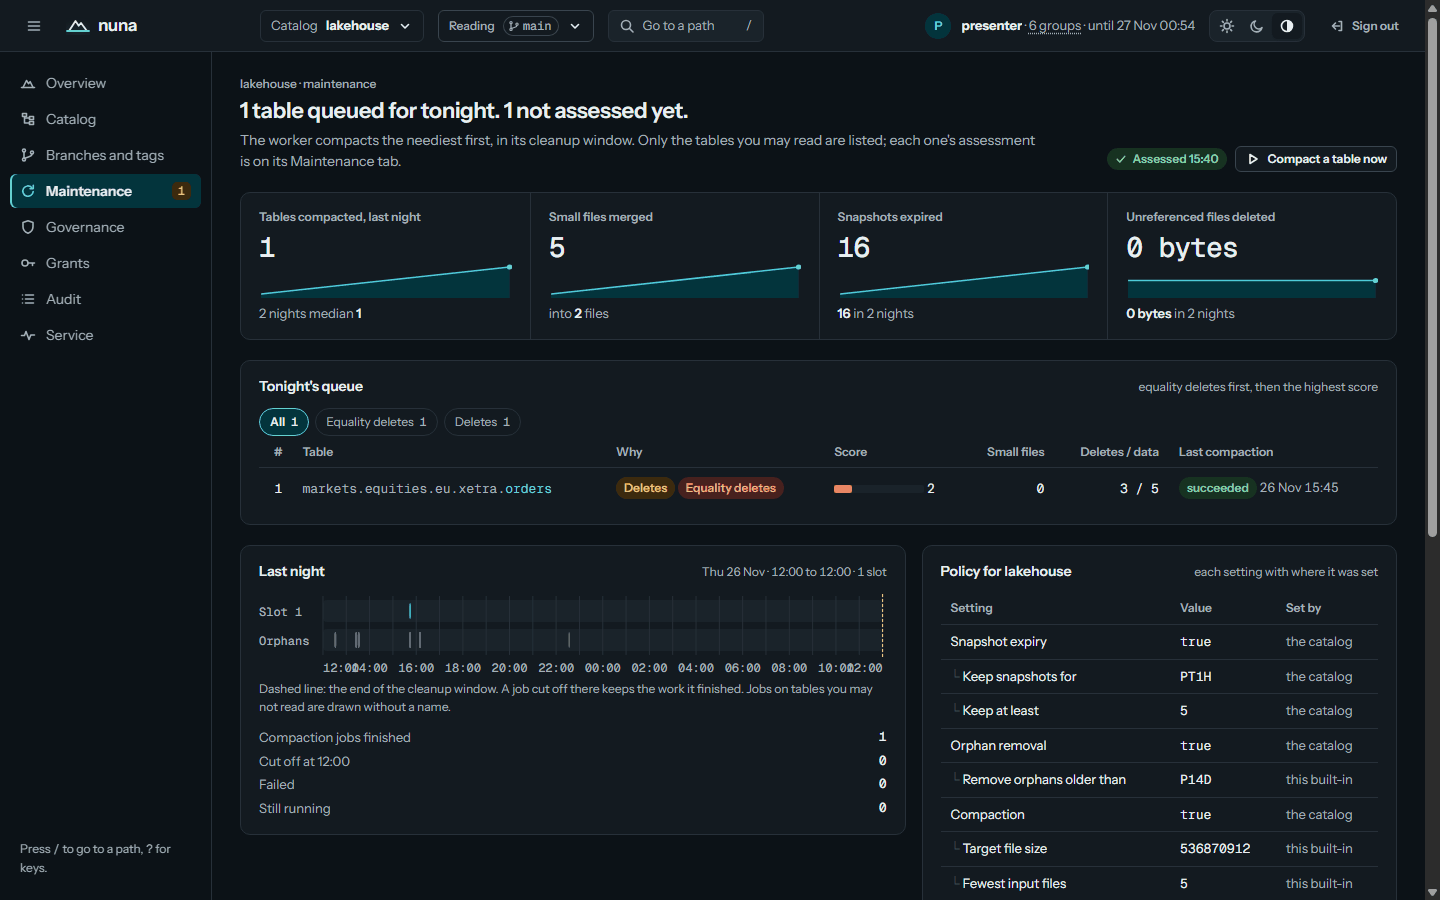 nuna
Catalog lakehouse
Reading main
Go to a path /
P presenter · 6 groups · until 27 Nov 00:54
Sign out
Overview
Catalog
Branches and tags
Maintenance 1
Governance
Grants
Audit
Service
Press / to go to a path, ? for
keys.
lakehouse · maintenance
1 table queued for tonight. 1 not assessed yet.
The worker compacts the neediest first, in its cleanup window. Only the tables you may read are listed; each one's assessment
is on its Maintenance tab.
Assessed 15:40
Compact a table now
Tables compacted, last night
1
2 nights median 1
Small files merged
5
into 2 files
Snapshots expired
16
16 in 2 nights
Unreferenced files deleted
0 bytes
0 bytes in 2 nights
Tonight's queue
equality deletes first, then the highest score
All 1 Equality deletes 1 Deletes 1
# Table Why Score Small files Deletes / data Last compaction
1 markets.equities.eu.xetra.orders Deletes Equality deletes 2 0 3 / 5 succeeded 26 Nov 15:45
Last night
Thu 26 Nov · 12:00 to 12:00 · 1 slot
Slot 1
Orphans
12:00 14:00 16:00 18:00 20:00 22:00 00:00 02:00 04:00 06:00 08:00 10:00 12:00
Dashed line: the end of the cleanup window. A job cut off there keeps the work it finished. Jobs on tables you may
not read are drawn without a name.
Compaction jobs finished 1
Cut off at 12:00 0
Failed 0
Still running 0
Policy for lakehouse
each setting with where it was set
Setting Value Set by
Snapshot expiry true the catalog
Keep snapshots for PT1H the catalog
Keep at least 5 the catalog
Orphan removal true the catalog
Remove orphans older than P14D this built-in
Compaction true the catalog
Target file size 536870912 this built-in
Fewest input files 5 this built-in